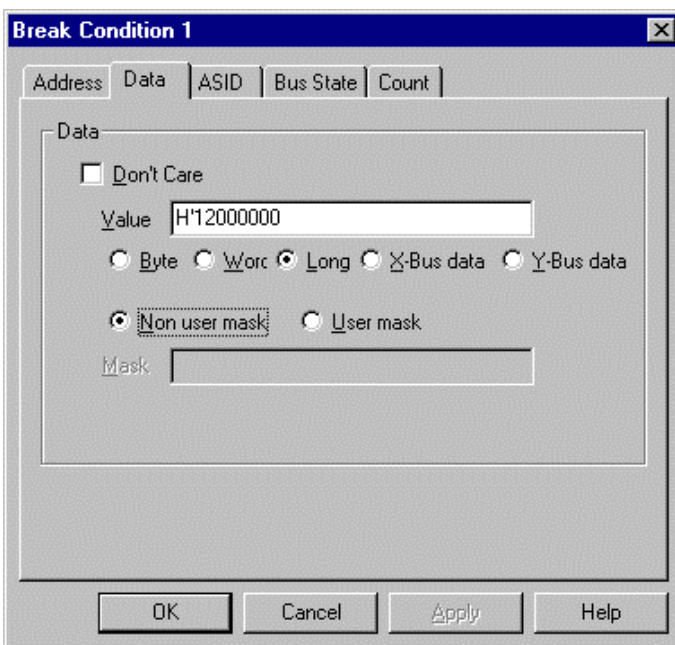 Break Condition 1
Address Data ASID Bus State Count
Data
Don't Care
Value H'12000000
Byte Worc Long X-Bus data Y-Bus data
Non user mask User mask
Mask
OK Cancel Apply Help